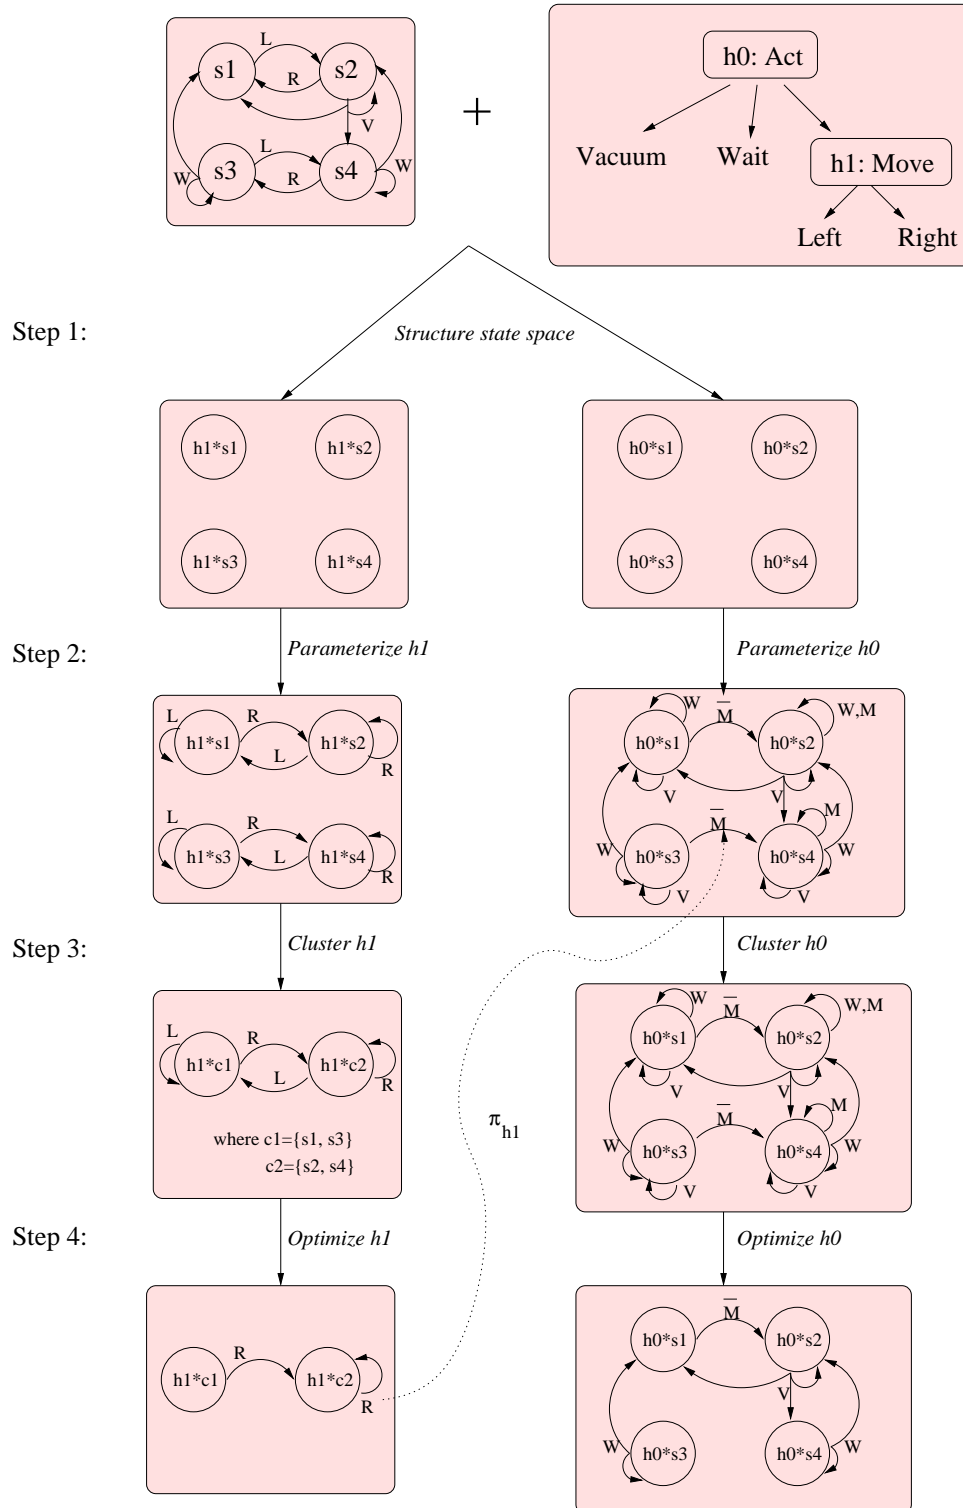 L
s1
s2
R
V
L
W
s3
s4
W
R
+
h0: Act
Vacuum
Wait
h1: Move
Left
Right
Step 1:
Structure state space
h1*s1
h1*s2
h1*s3
h1*s4
h0*s1
h0*s2
h0*s3
h0*s4
Step 2:
Parameterize h1
Parameterize h0
L
R
h1*s1
h1*s2
L
R
L
R
h1*s3
h1*s4
L
R
W
M̅
W,M
h0*s1
h0*s2
V
V
M̅
M
W
h0*s3
h0*s4
W
V
V
Step 3:
Cluster h1
Cluster h0
L
R
h1*c1
h1*c2
L
R
where c1={s1, s3}
c2={s2, s4}
π h1
W
M̅
W,M
h0*s1
h0*s2
V
V
M̅
M
W
h0*s3
h0*s4
W
V
V
Step 4:
Optimize h1
Optimize h0
R
h1*c1
h1*c2
R
M̅
h0*s1
h0*s2
V
W
h0*s3
h0*s4
W